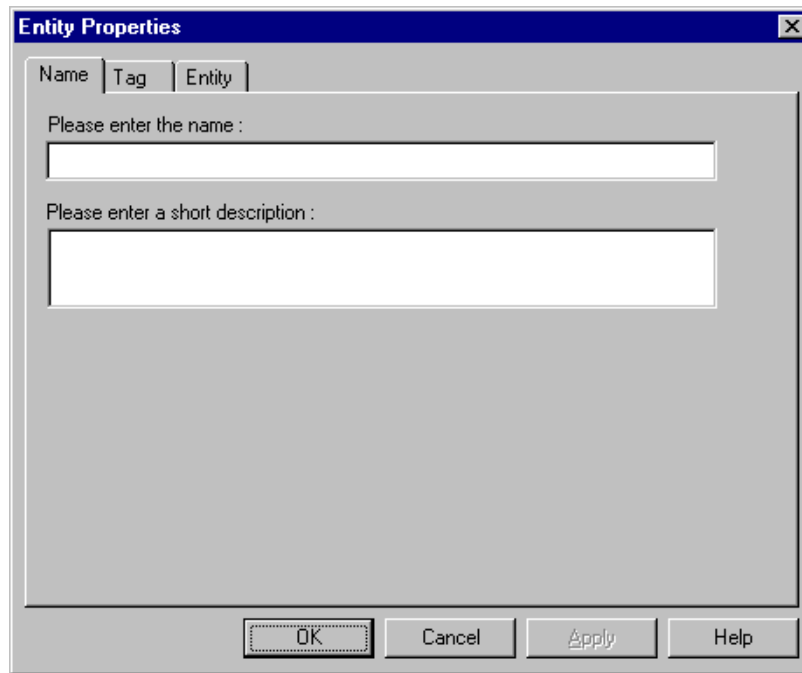 Entity Properties
Name Tag Entity
Please enter the name :
Please enter a short description :
OK Cancel Apply Help